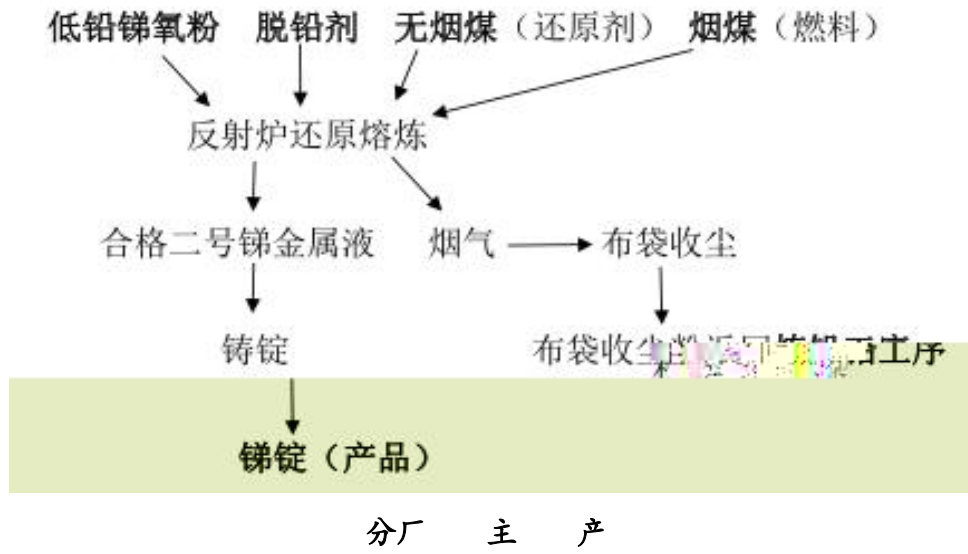 低铅锑氧粉 脱铅剂 无烟煤（还原剂） 烟煤（燃料）
反射炉还原熔炼
合格二号锑金属液 烟气 布袋收尘
铸锭 布袋收尘 工序
锑锭（产品）
分厂 主 产